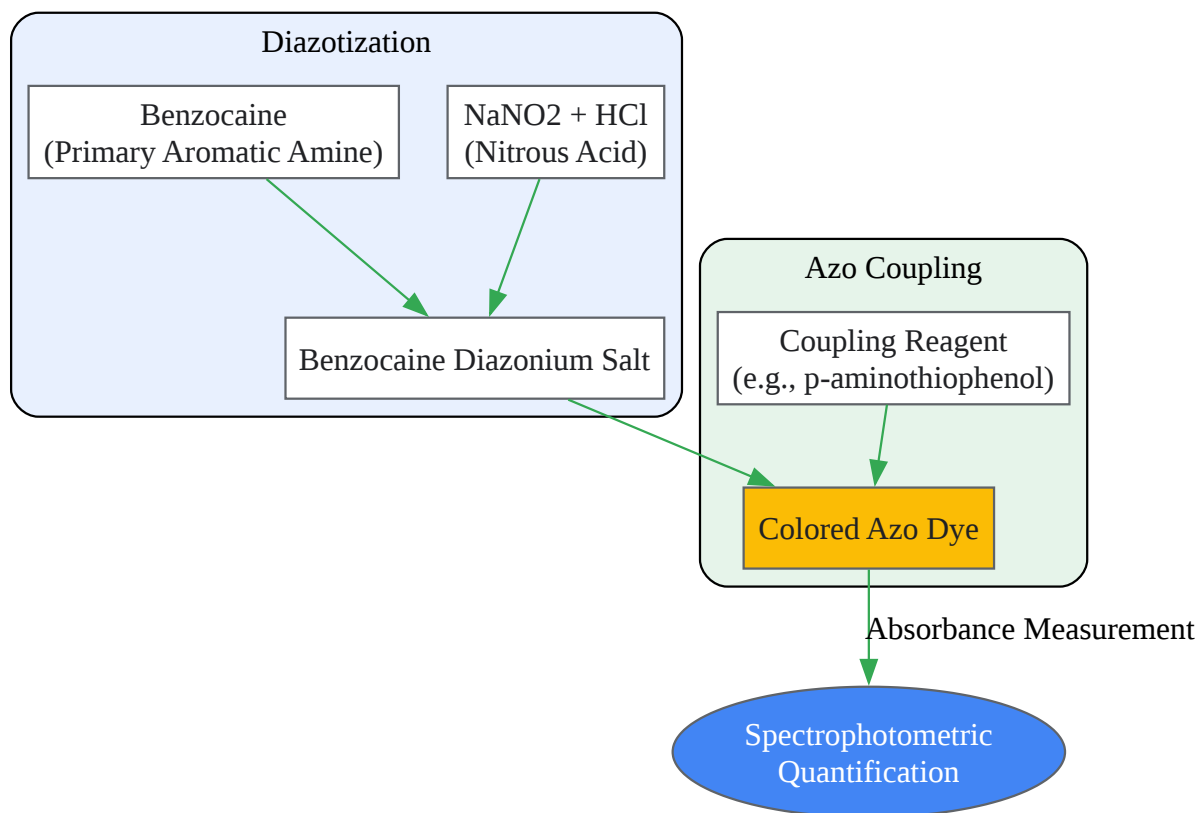 Diazotization
Benzocaine
(Primary Aromatic Amine)
NaNO2 + HCl
(Nitrous Acid)
Benzocaine Diazonium Salt
Azo Coupling
Coupling Reagent
(e.g., p-aminothiophenol)
Colored Azo Dye
Absorbance Measurement
Spectrophotometric
Quantification